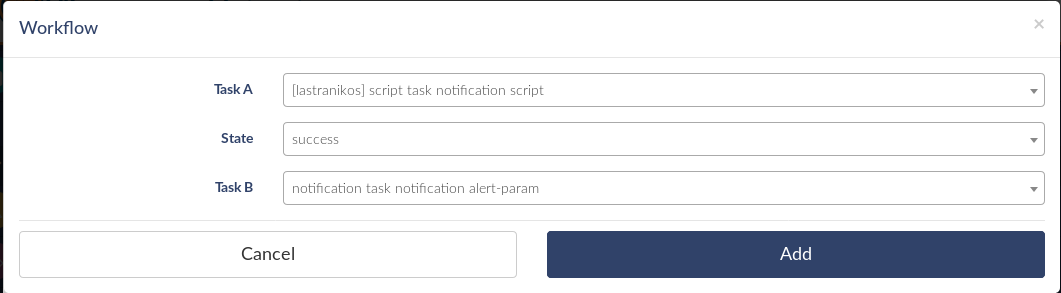 Workflow
×
Task A [lastranikos] script task notification script
State success
Task B notification task notification alert-param
Cancel Add